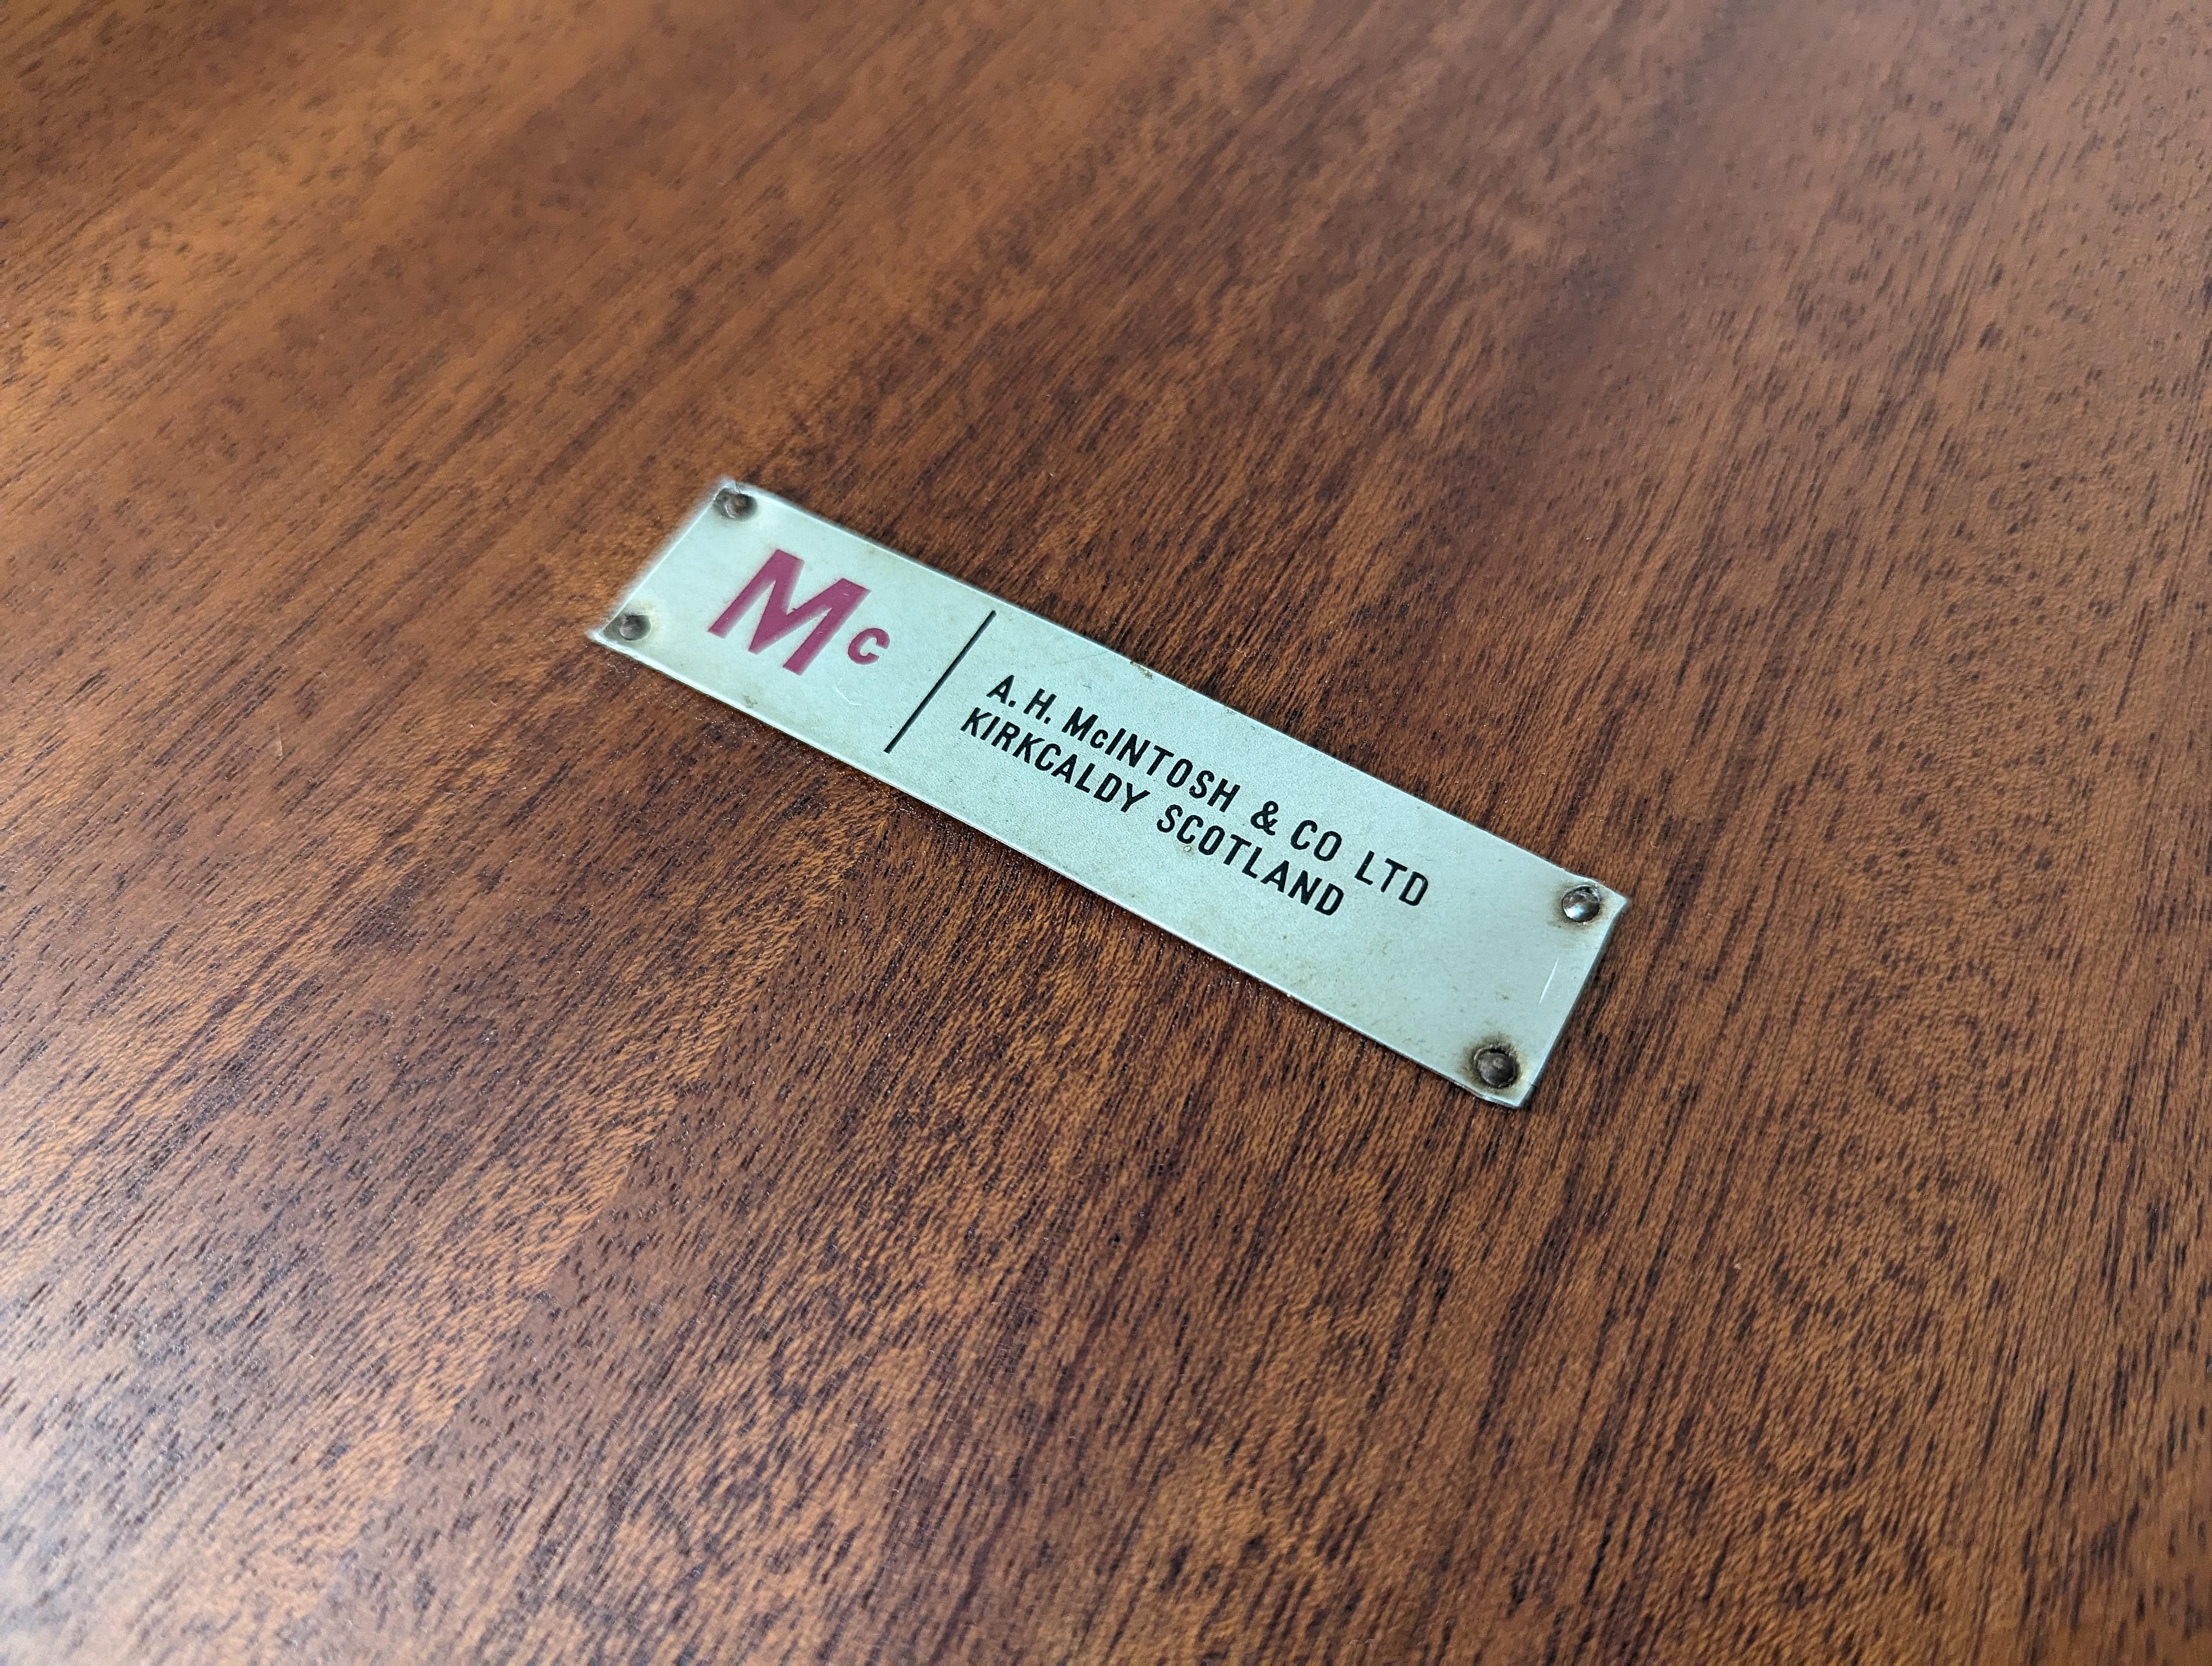 Mc
A. H. McINTOSH & CO LTD
KIRKCALDY SCOTLAND